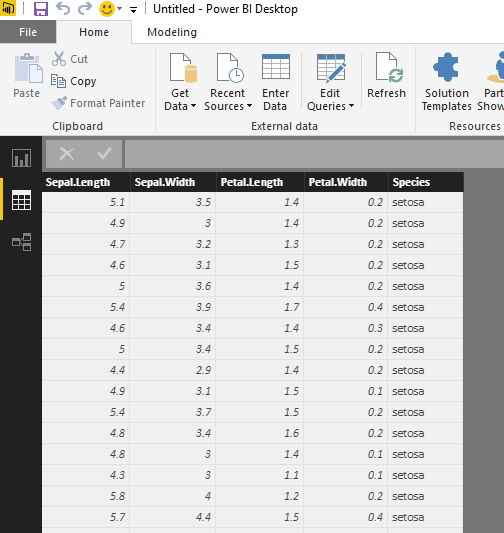 Untitled - Power BI Desktop
File Home Modeling
Paste Cut Copy Format Painter
Get Data Recent Sources Enter Data Edit Queries Refresh Solution Templates
Clipboard External data Resources
Sepal.Length Sepal.Width Petal.Length Petal.Width Species
5.1 3.5 1.4 0.2 setosa
4.9 3 1.4 0.2 setosa
4.7 3.2 1.3 0.2 setosa
4.6 3.1 1.5 0.2 setosa
5 3.6 1.4 0.2 setosa
5.4 3.9 1.7 0.4 setosa
4.6 3.4 1.4 0.3 setosa
5 3.4 1.5 0.2 setosa
4.4 2.9 1.4 0.2 setosa
4.9 3.1 1.5 0.1 setosa
5.4 3.7 1.5 0.2 setosa
4.8 3.4 1.6 0.2 setosa
4.8 3 1.4 0.1 setosa
4.3 3 1.1 0.1 setosa
5.8 4 1.2 0.2 setosa
5.7 4.4 1.5 0.4 setosa